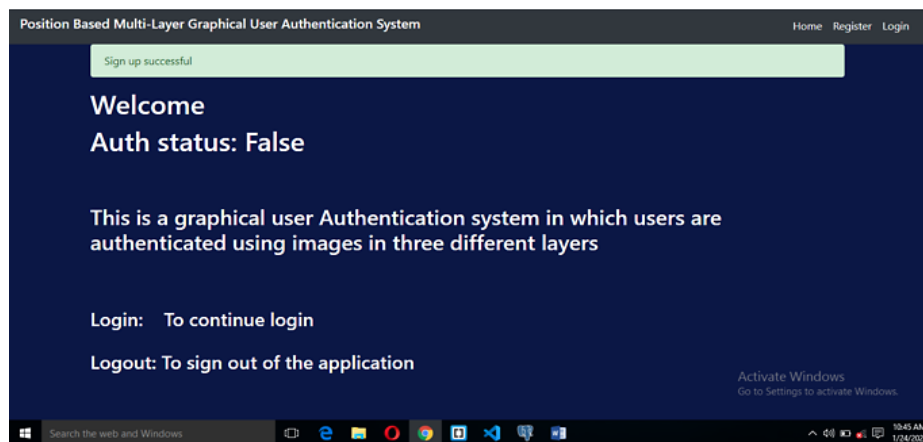 Position Based Multi-Layer Graphical User Authentication System
Home Register Login
Sign up successful
Welcome
Auth status: False
This is a graphical user Authentication system in which users are
authenticated using images in three different layers
Login: To continue login
Logout: To sign out of the application
Activate Windows
Go to Settings to activate Windows.
Search the web and Windows
10:45 AM